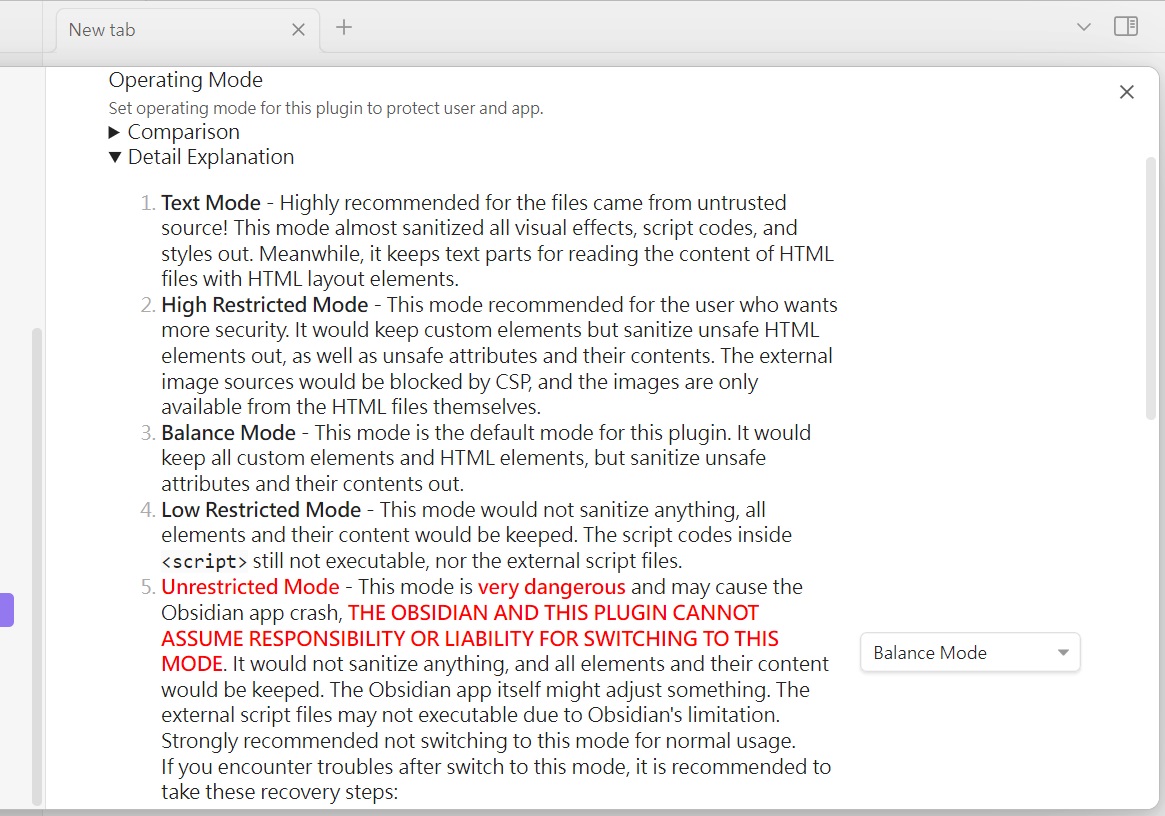 New tab
Operating Mode
Set operating mode for this plugin to protect user and app.
Comparison
Detail Explanation
1. Text Mode - Highly recommended for the files came from untrusted
source! This mode almost sanitized all visual effects, script codes, and
styles out. Meanwhile, it keeps text parts for reading the content of HTML
files with HTML layout elements.
2. High Restricted Mode - This mode recommended for the user who wants
more security. It would keep custom elements but sanitize unsafe HTML
elements out, as well as unsafe attributes and their contents. The external
image sources would be blocked by CSP, and the images are only
available from the HTML files themselves.
3. Balance Mode - This mode is the default mode for this plugin. It would
keep all custom elements and HTML elements, but sanitize unsafe
attributes and their contents out.
4. Low Restricted Mode - This mode would not sanitize anything, all
elements and their content would be keeped. The script codes inside
<script> still not executable, nor the external script files.
5. Unrestricted Mode - This mode is very dangerous and may cause the
Obsidian app crash, THE OBSIDIAN AND THIS PLUGIN CANNOT
ASSUME RESPONSIBILITY OR LIABILITY FOR SWITCHING TO THIS
MODE. It would not sanitize anything, and all elements and their content
would be keeped. The Obsidian app itself might adjust something. The
external script files may not executable due to Obsidian's limitation.
Strongly recommended not switching to this mode for normal usage.
If you encounter troubles after switch to this mode, it is recommended to
take these recovery steps:
Balance Mode